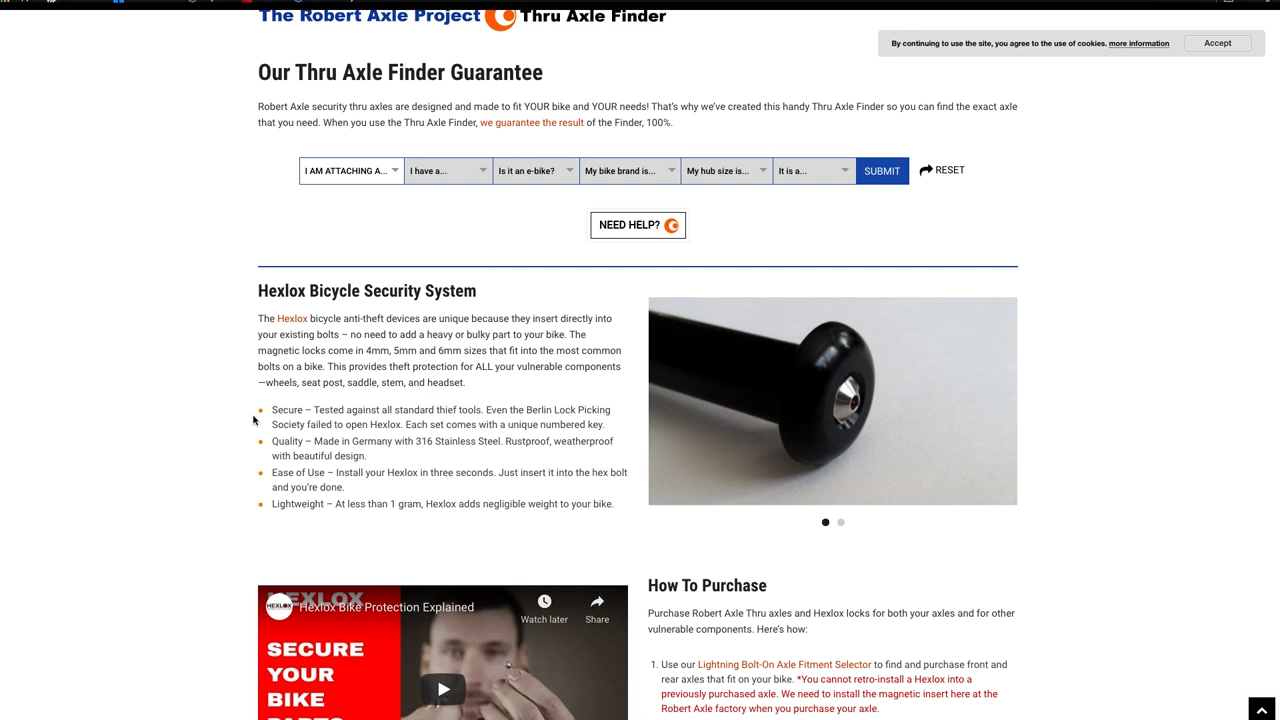 The Robert Axle Project Thru Axle Finder
By continuing to use the site, you agree to the use of cookies. more information
Accept
Our Thru Axle Finder Guarantee
Robert Axle security thru axles are designed and made to fit YOUR bike and YOUR needs! That's why we've created this handy Thru Axle Finder so you can find the exact axle
that you need. When you use the Thru Axle Finder, we guarantee the result of the Finder, 100%.
I AM ATTACHING A... I have a... Is it an e-bike? My bike brand is... My hub size is... It is a... SUBMIT RESET
NEED HELP?
Hexlox Bicycle Security System
The Hexlox bicycle anti-theft devices are unique because they insert directly into
your existing bolts – no need to add a heavy or bulky part to your bike. The
magnetic locks come in 4mm, 5mm and 6mm sizes that fit into the most common
bolts on a bike. This provides theft protection for ALL your vulnerable components
—wheels, seat post, saddle, stem, and headset.
Secure – Tested against all standard thief tools. Even the Berlin Lock Picking
Society failed to open Hexlox. Each set comes with a unique numbered key.
Quality – Made in Germany with 316 Stainless Steel. Rustproof, weatherproof
with beautiful design.
Ease of Use – Install your Hexlox in three seconds. Just insert it into the hex bolt
and you're done.
Lightweight – At less than 1 gram, Hexlox adds negligible weight to your bike.
HEXLOX
HEXLOX
Hexlox Bike Protection Explained
Watch later
Share
SECURE
YOUR
BIKE
PARTS
How To Purchase
Purchase Robert Axle Thru axles and Hexlox locks for both your axles and for other
vulnerable components. Here's how:
1. Use our Lightning Bolt-On Axle Fitment Selector to find and purchase front and
rear axles that fit on your bike. *You cannot retro-install a Hexlox into a
previously purchased axle. We need to install the magnetic insert here at the
Robert Axle factory when you purchase your axle.